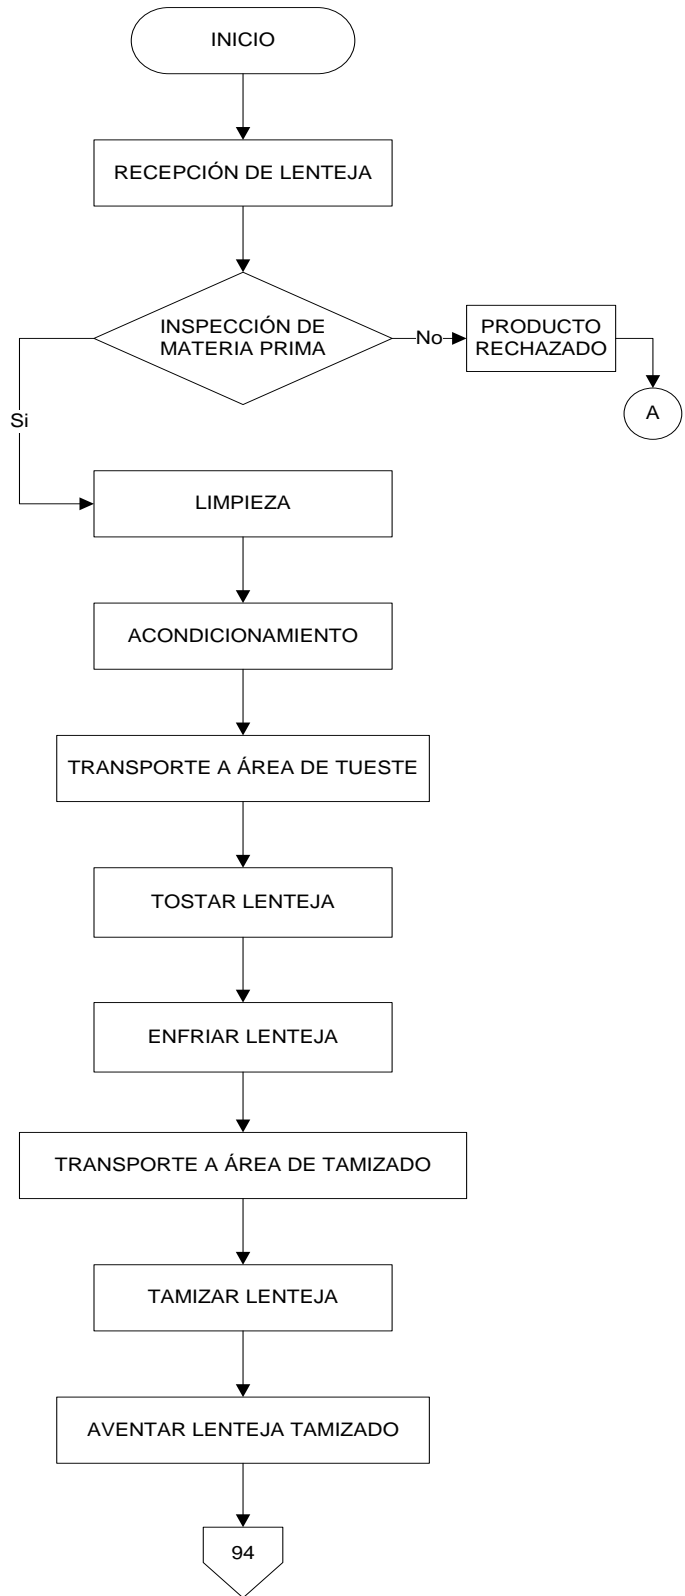 INICIO
RECEPCIÓN DE LENTEJA
INSPECCIÓN DE
MATERIA PRIMA
No
PRODUCTO
RECHAZADO
A
Si
LIMPIEZA
ACONDICIONAMIENTO
TRANSPORTE A ÁREA DE TUESTE
TOSTAR LENTEJA
ENFRIAR LENTEJA
TRANSPORTE A ÁREA DE TAMIZADO
TAMIZAR LENTEJA
AVENTAR LENTEJA TAMIZADO
94